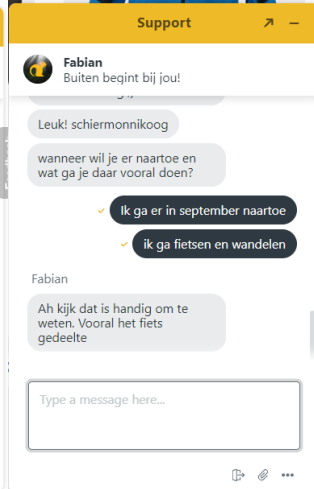 Support
Fabian
Buiten begint bij jou!
Leuk! schiermonnikoog
wanneer wil je er naartoe en
wat ga je daar vooral doen?
Ik ga er in september naartoe
ik ga fietsen en wandelen
Fabian
Ah kijk dat is handig om te
weten. Vooral het fiets
gedeelte
Type a message here...